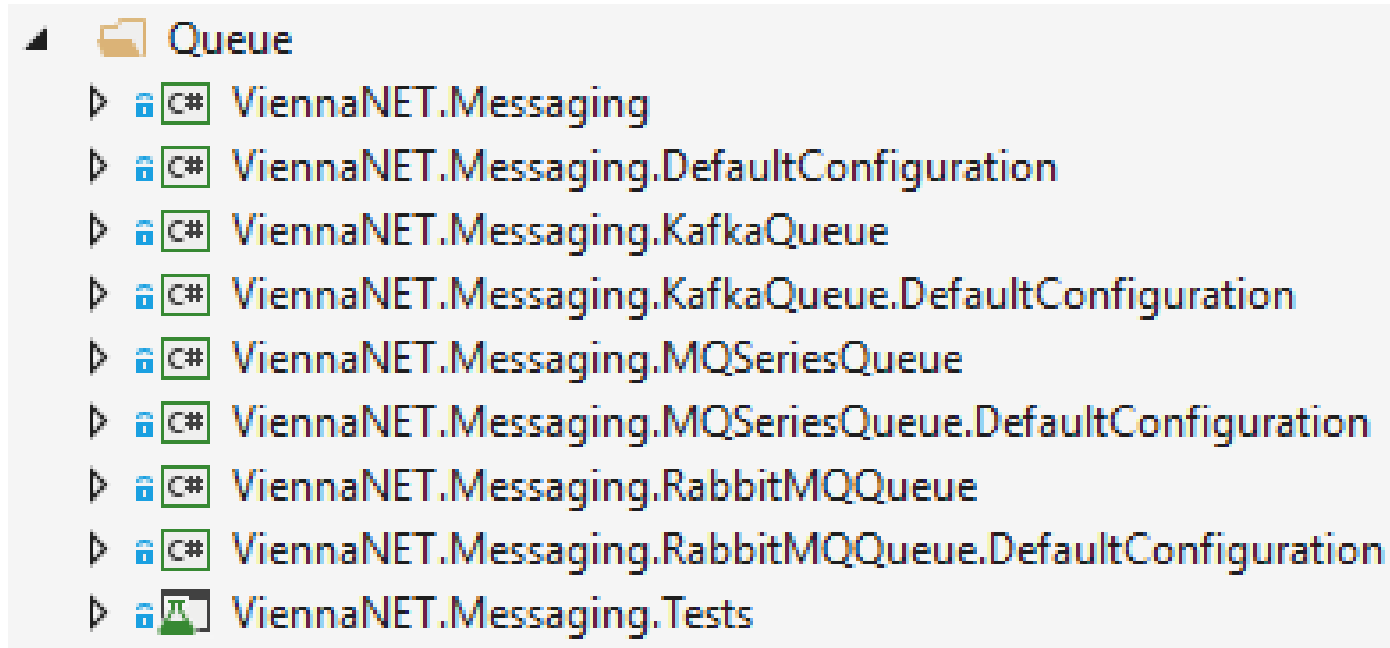 Queue
C# ViennaNET.Messaging
C# ViennaNET.Messaging.DefaultConfiguration
C# ViennaNET.Messaging.KafkaQueue
C# ViennaNET.Messaging.KafkaQueue.DefaultConfiguration
C# ViennaNET.Messaging.MQSeriesQueue
C# ViennaNET.Messaging.MQSeriesQueue.DefaultConfiguration
C# ViennaNET.Messaging.RabbitMQQueue
C# ViennaNET.Messaging.RabbitMQQueue.DefaultConfiguration
ViennaNET.Messaging.Tests